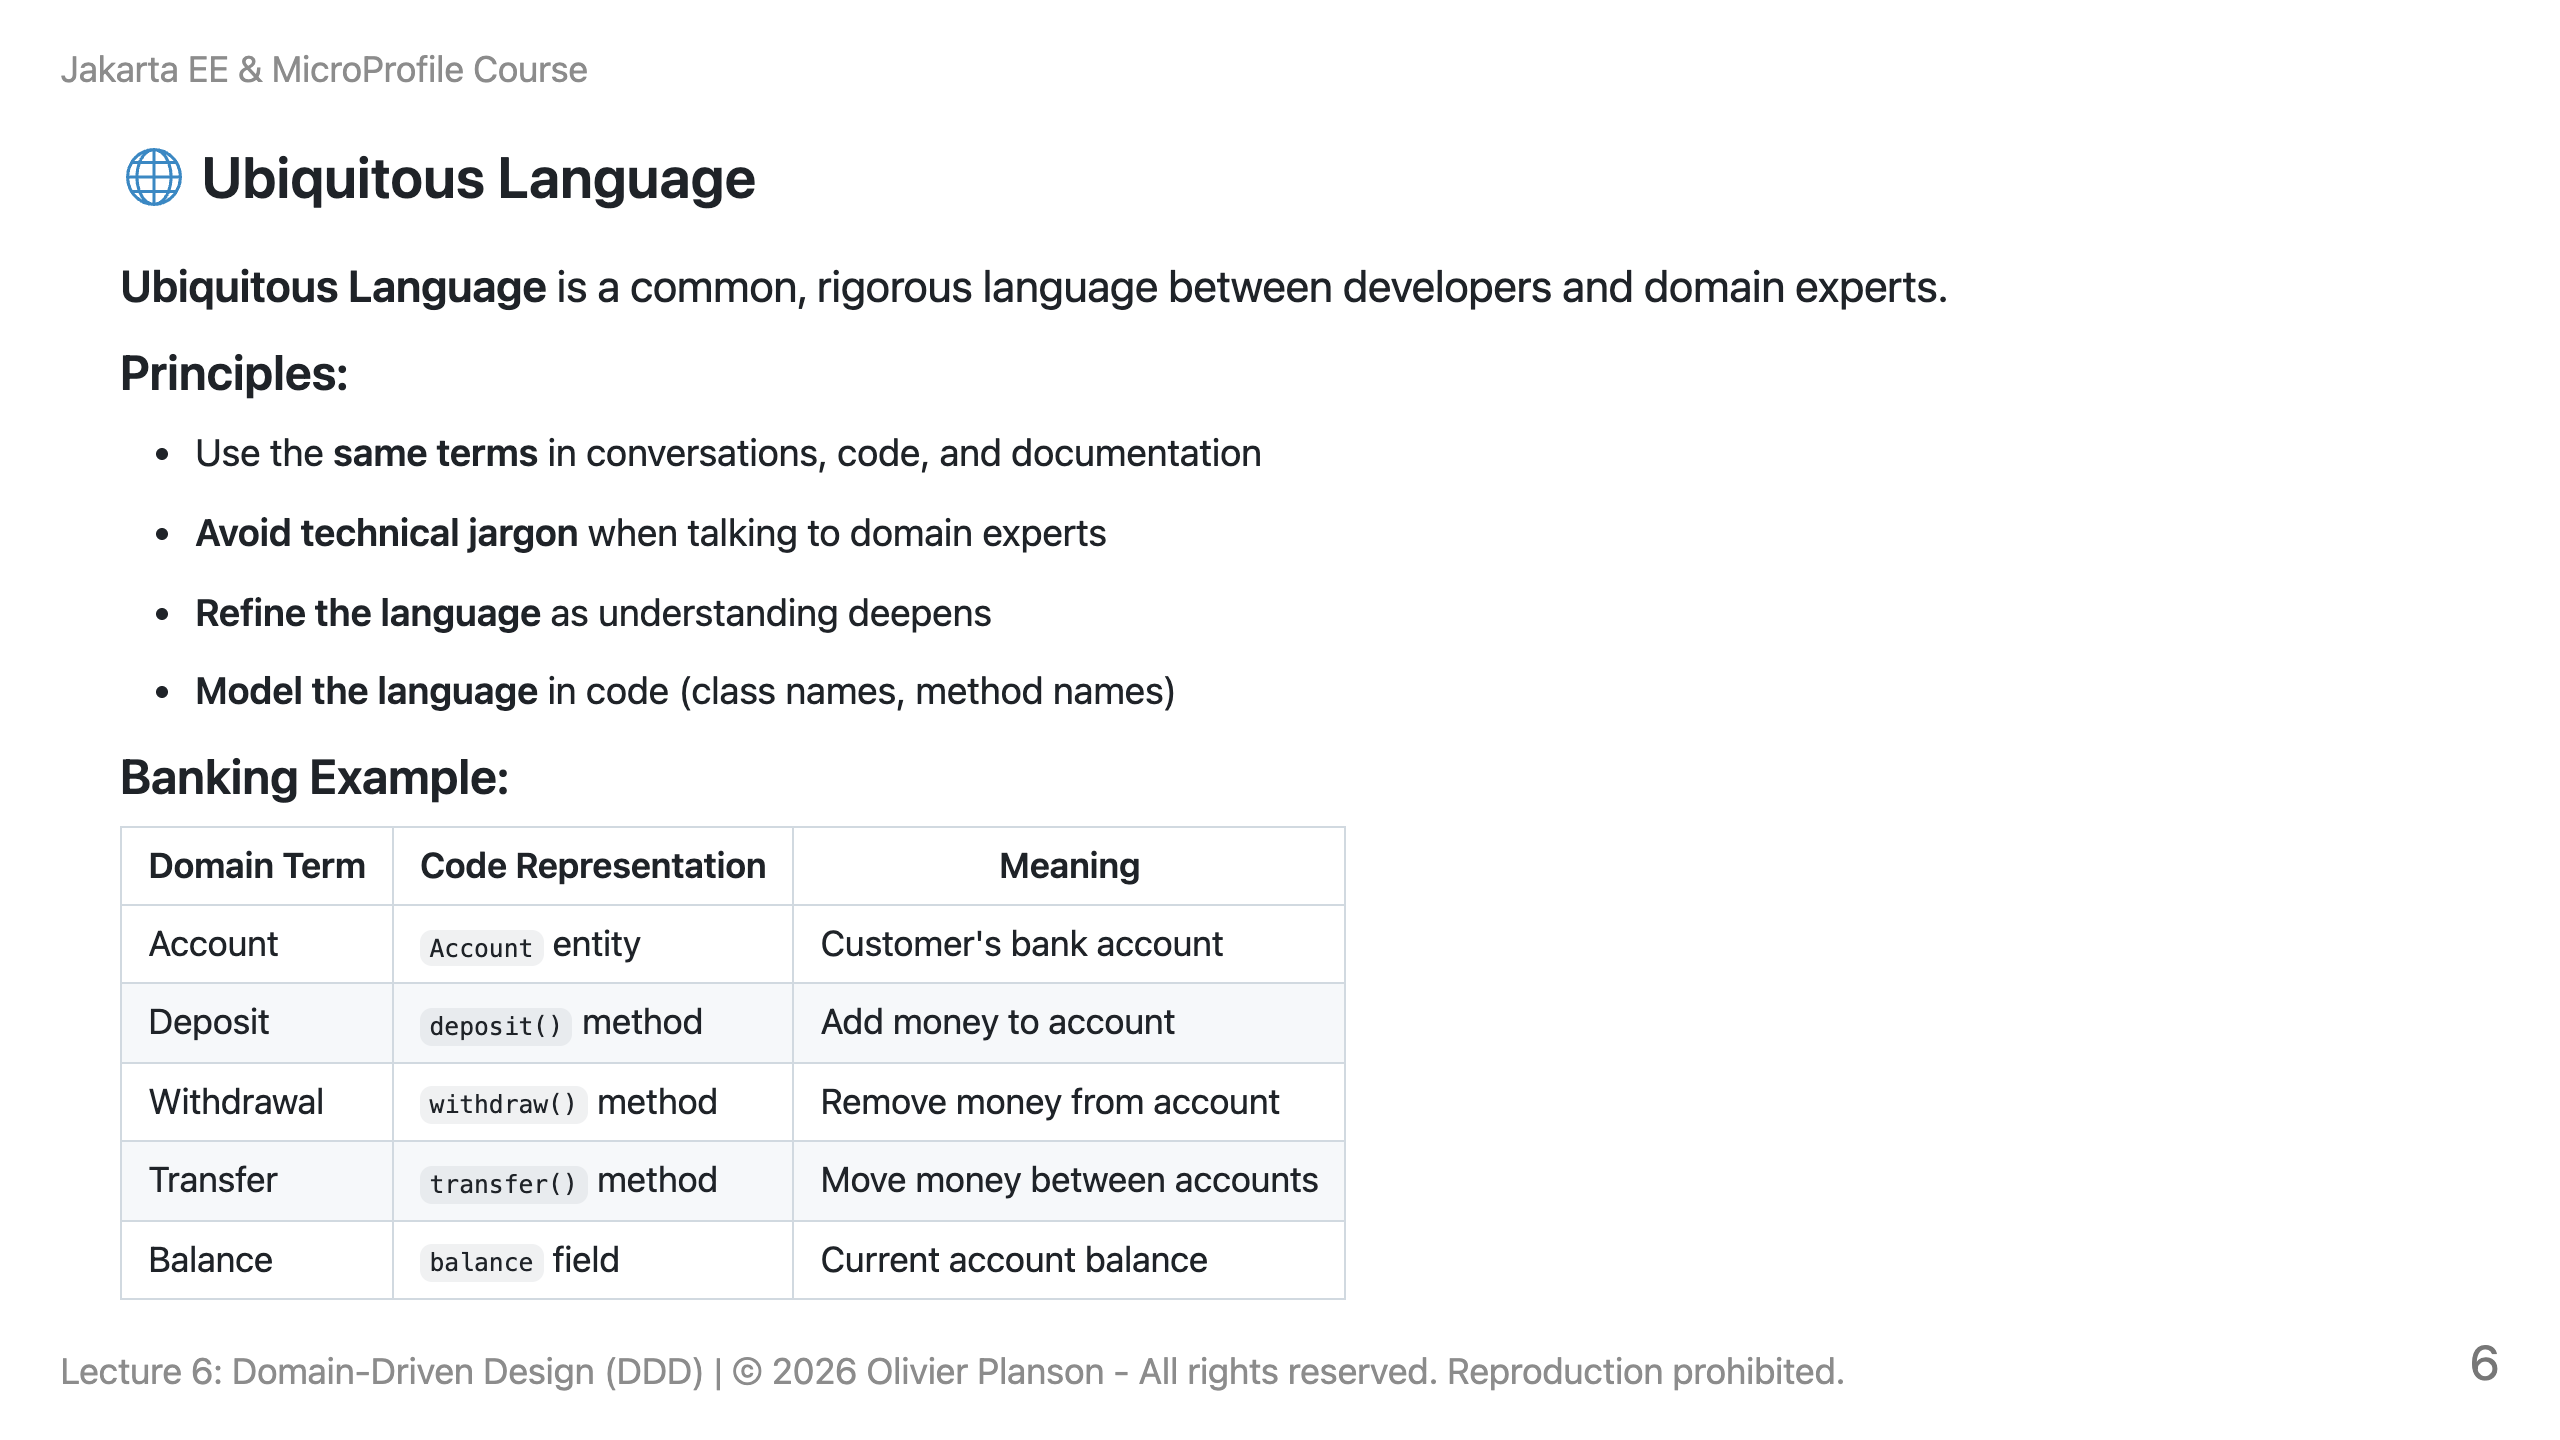 Jakarta EE & MicroProfile Course
🌐 Ubiquitous Language
Ubiquitous Language is a common, rigorous language between developers and domain experts.
Principles:
• Use the same terms in conversations, code, and documentation
• Avoid technical jargon when talking to domain experts
• Refine the language as understanding deepens
• Model the language in code (class names, method names)
Banking Example:
Domain Term Code Representation Meaning
Account Account entity Customer's bank account
Deposit deposit() method Add money to account
Withdrawal withdraw() method Remove money from account
Transfer transfer() method Move money between accounts
Balance balance field Current account balance
Lecture 6: Domain-Driven Design (DDD) | © 2026 Olivier Planson - All rights reserved. Reproduction prohibited.
6